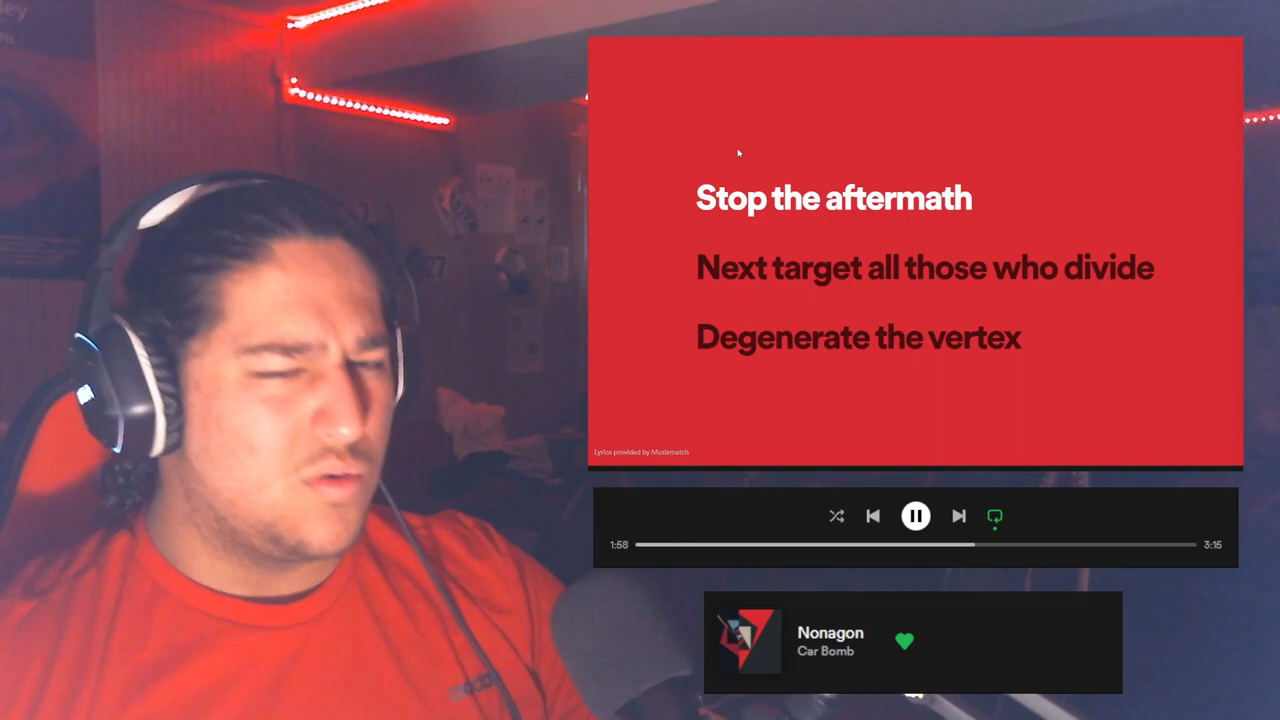 Stop the aftermath
Next target all those who divide
Degenerate the vertex
Lyrics provided by Musixmatch
1:58
3:15
Nonagon
Car Bomb
27